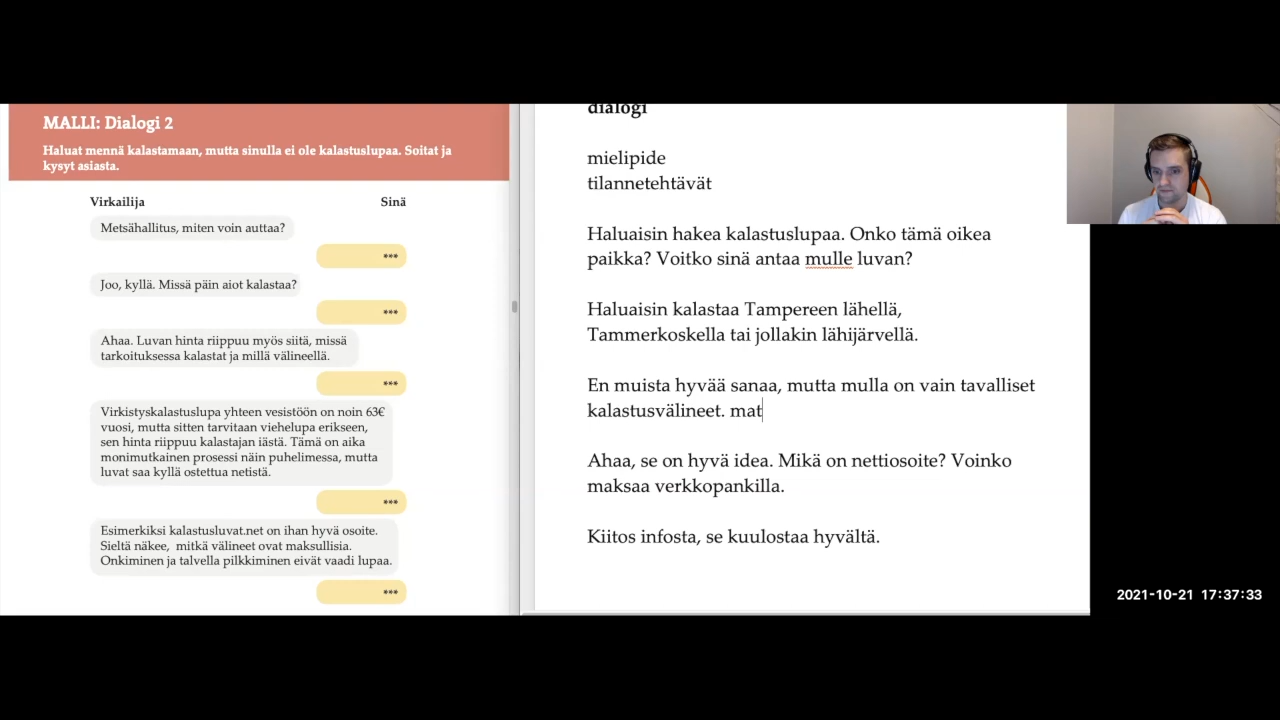 MALLI: Dialogi 2
Haluat mennä kalastamaan, mutta sinulla ei ole kalastuslupaa. Soitat ja
kysyt asiasta.
Virkailija Sinä
Metsähallitus, miten voin auttaa?
***
Joo, kyllä. Missä päin aiot kalastaa?
***
Ahaa. Luvan hinta riippuu myös siitä, missä
tarkoituksessa kalastat ja millä välineellä.
***
Virkistyskalastuslupa yhteen vesistöön on noin 63€
vuosi, mutta sitten tarvitaan viehelupa erikseen,
sen hinta riippuu kalastajan iästä. Tämä on aika
monimutkainen prosessi näin puhelimessa, mutta
luvat saa kyllä ostettua netistä.
***
Esimerkiksi kalastusluvat.net on ihan hyvä osoite.
Sieltä näkee, mitkä välineet ovat maksullisia.
Onkiminen ja talvella pilkkiminen eivät vaadi lupaa.
***
dialogi
mielipide
tilannetehtävät
Haluaisin hakea kalastuslupaa. Onko tämä oikea
paikka? Voitko sinä antaa mulle luvan?
Haluaisin kalastaa Tampereen lähellä,
Tammerkoskella tai jollakin lähijärvellä.
En muista hyvää sanaa, mutta mulla on vain tavalliset
kalastusvälineet. mat
Ahaa, se on hyvä idea. Mikä on nettiosoite? Voinko
maksaa verkkopankilla.
Kiitos infosta, se kuulostaa hyvältä.
2021-10-21 17:37:33